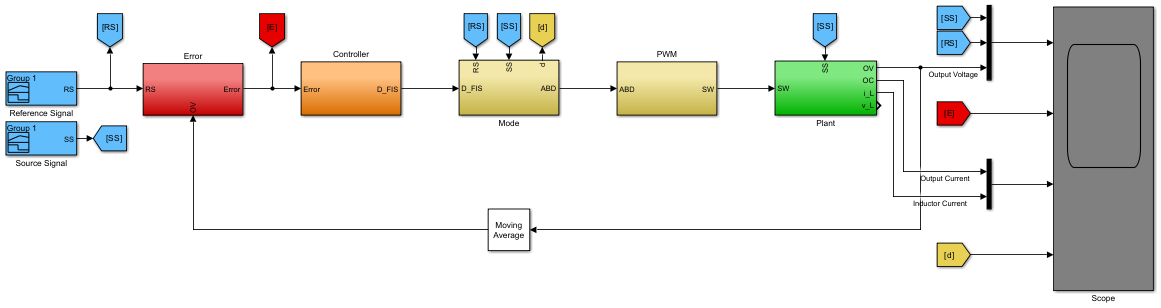 [RS]
[E]
[RS]
[SS]
[d]
[SS]
[SS]
[RS]
Output Voltage
Error
Controller
PWM
Group 1
RS
Reference Signal
RS
Error
OV
Error
D_FIS
RS
SS
d
D_FIS
ABD
Mode
ABD
SW
SS
SW
OV
OC
i_L
v_L
Plant
[E]
Group 1
SS
Source Signal
[SS]
Output Current
Inductor Current
Moving
Average
[d]
Scope